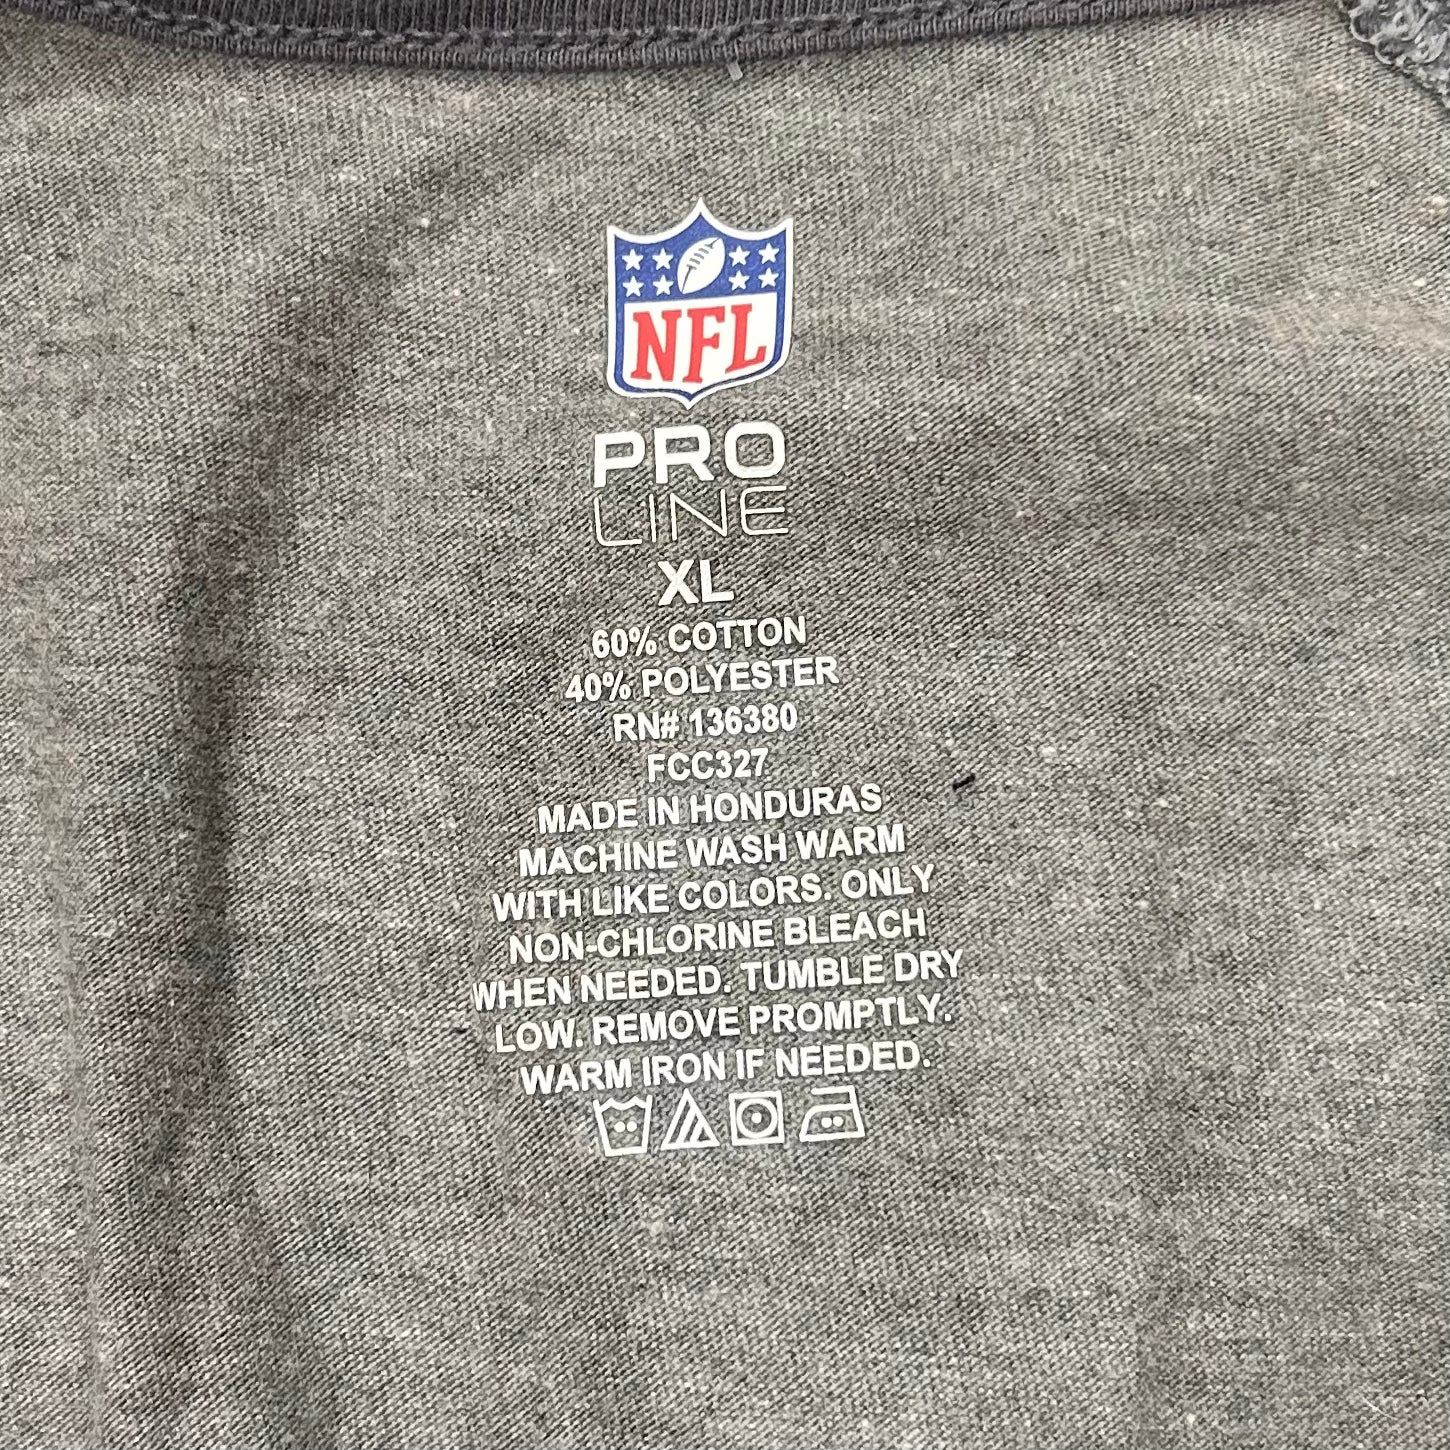 NFL
PRO
LINE
XL
60% COTTON
40% POLYESTER
RN# 136380
FCC327
MADE IN HONDURAS
MACHINE WASH WARM
WITH LIKE COLORS. ONLY
NON-CHLORINE BLEACH
WHEN NEEDED. TUMBLE DRY
LOW. REMOVE PROMPTLY.
WARM IRON IF NEEDED.